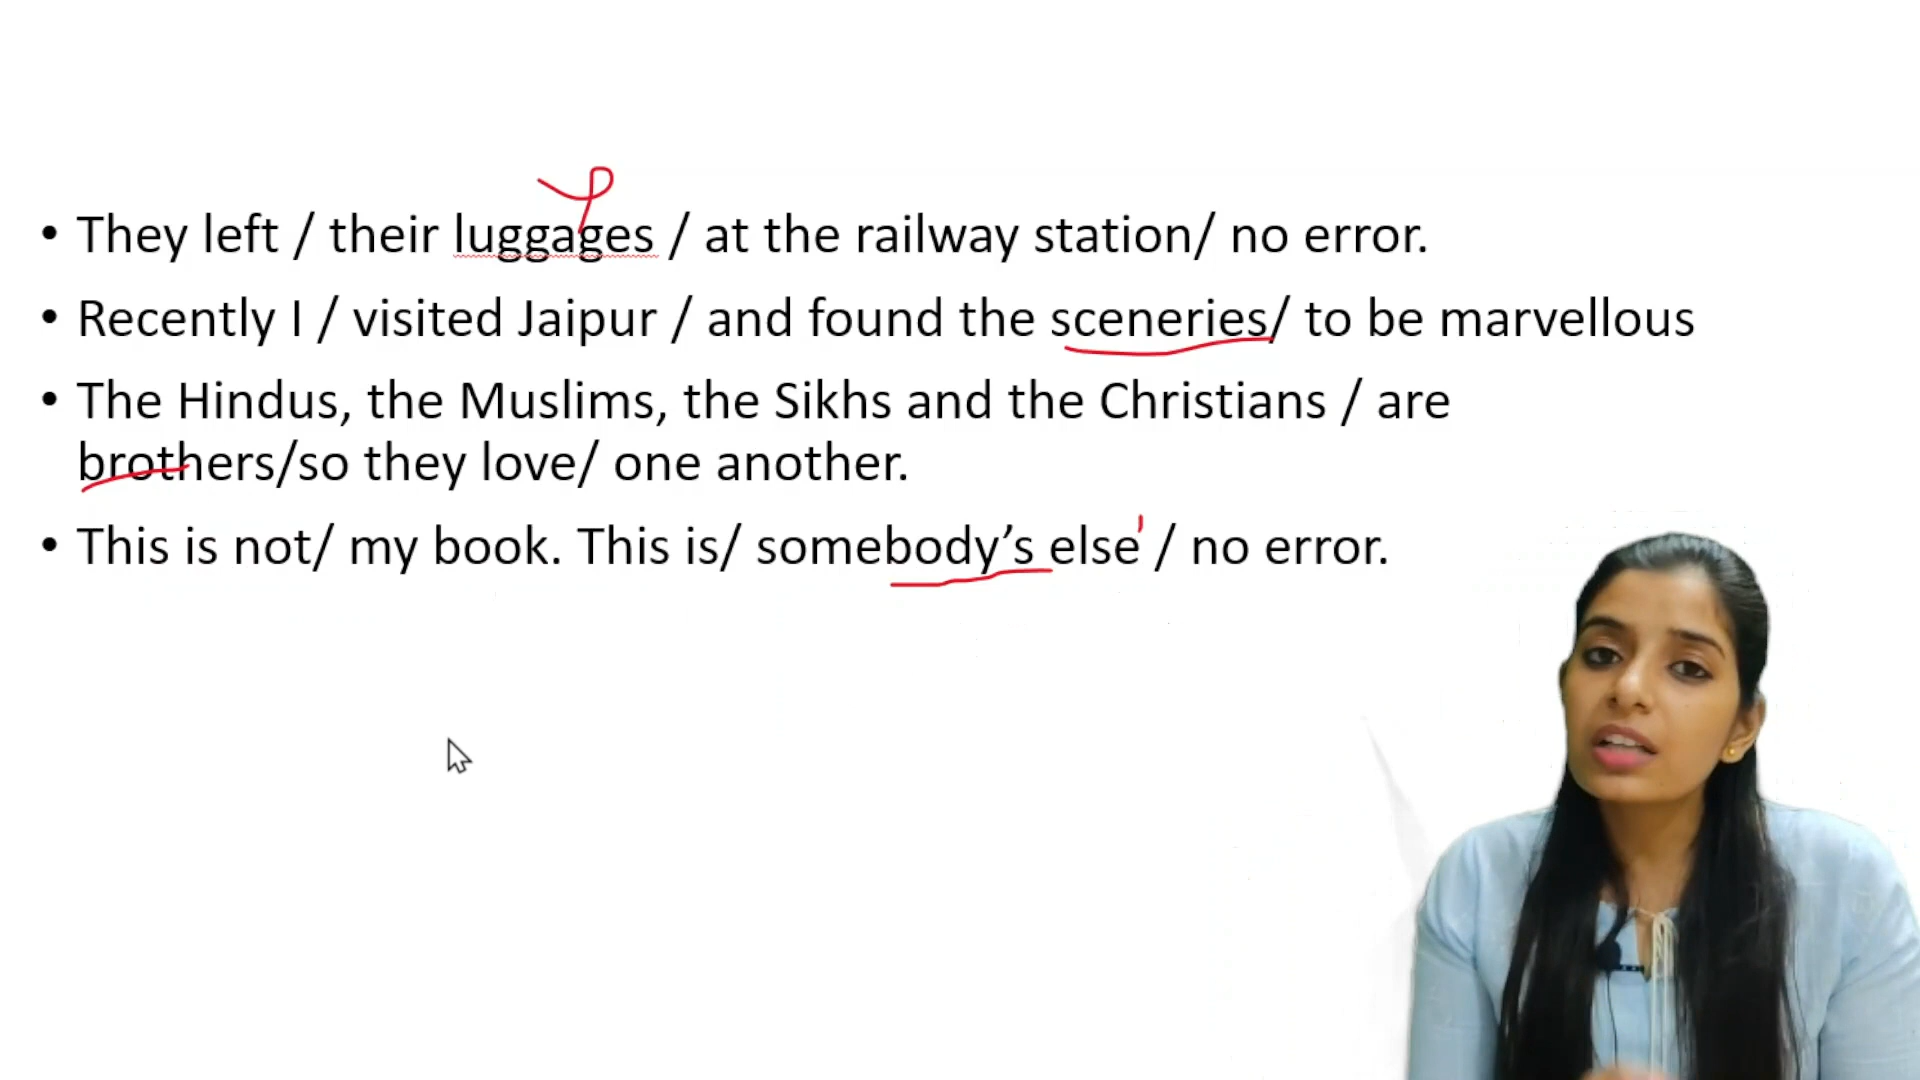 • They left / their luggages / at the railway station/ no error.
• Recently I / visited Jaipur / and found the sceneries/ to be marvellous
• The Hindus, the Muslims, the Sikhs and the Christians / are
brothers/so they love/ one another.
• This is not/ my book. This is/ somebody’s else' / no error.